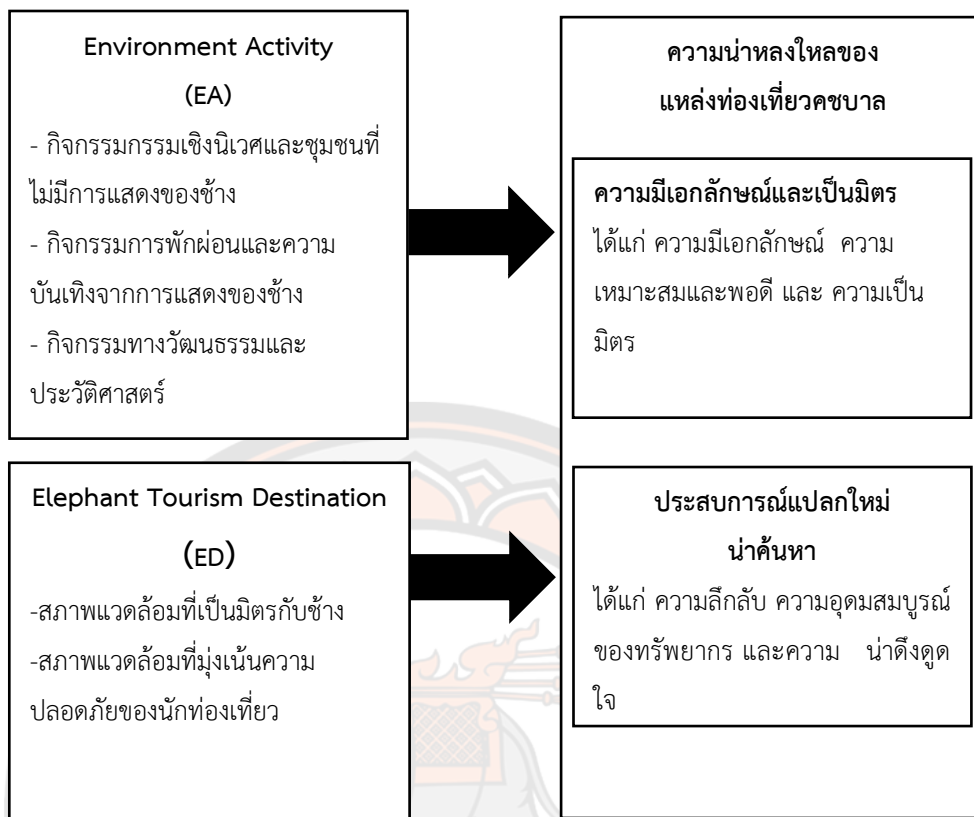 Environment Activity
(EA)
- กิจกรรมกรรมเชิงนิเวศและชุมชนที่
ไม่มีการแสดงของช้าง
- กิจกรรมการพักผ่อนและความ
บันเทิงจากการแสดงของช้าง
- กิจกรรมทางวัฒนธรรมและ
ประวัติศาสตร์
Elephant Tourism Destination
(ED)
-สภาพแวดล้อมที่เป็นมิตรกับช้าง
-สภาพแวดล้อมที่มุ่งเน้นความ
ปลอดภัยของนักท่องเที่ยว
ความน่าหลงใหลของ
แหล่งท่องเที่ยวคชบาล
ความมีเอกลักษณ์และเป็นมิตร
ได้แก่ ความมีเอกลักษณ์ ความ
เหมาะสมและพอดี และ ความเป็น
มิตร
ประสบการณ์แปลกใหม่
น่าค้นหา
ได้แก่ ความลึกลับ ความอุดมสมบูรณ์
ของทรัพยากร และความ น่าดึงดูด
ใจ